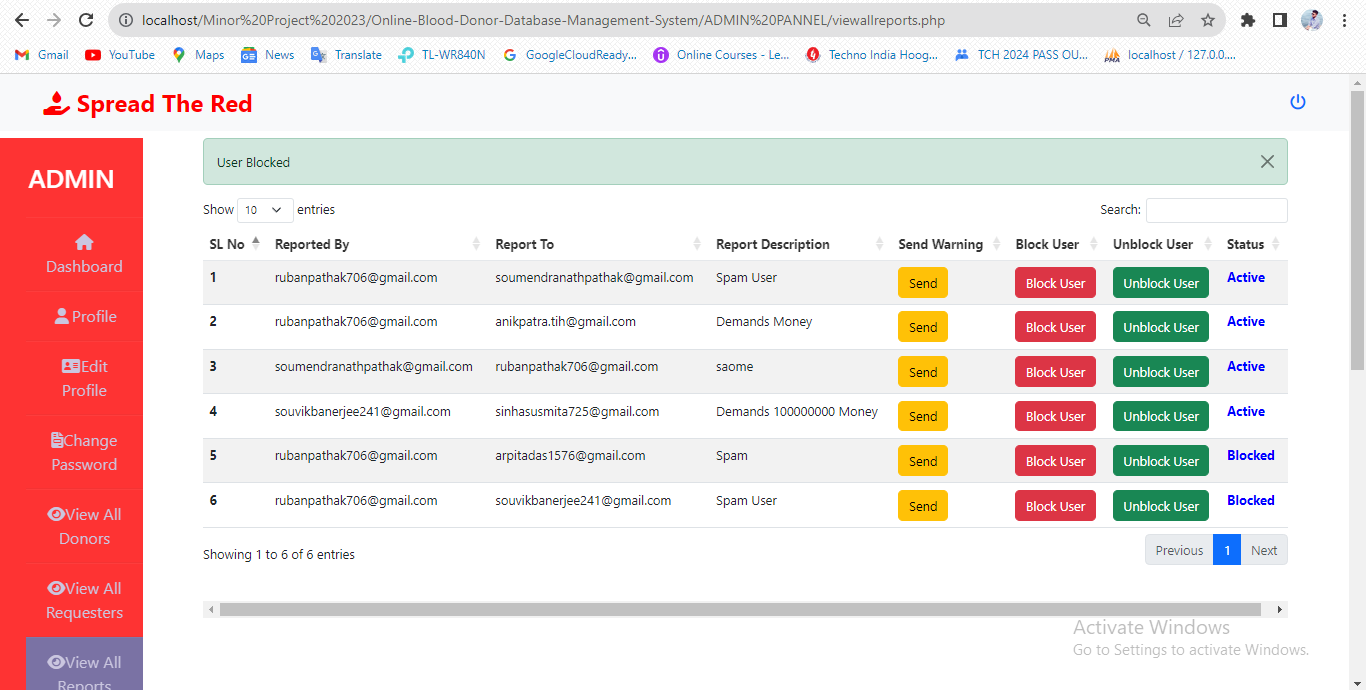 localhost/Minor%20Project%202023/Online-Blood-Donor-Database-Management-System/ADMIN%20PANNEL/viewallreports.php
Gmail YouTube Maps News Translate TL-WR840N GoogleCloudReady... Online Courses - Le... Techno India Hoog... TCH 2024 PASS OU... localhost / 127.0.0....
Spread The Red
ADMIN
Dashboard
Profile
Edit
Profile
Change
Password
View All
Donors
View All
Requesters
View All
Reports
User Blocked
Show 10 entries Search:
SL No Reported By Report To Report Description Send Warning Block User Unblock User Status
1 rubanpathak706@gmail.com soumendranathpathak@gmail.com Spam User Send Block User Unblock User Active
2 rubanpathak706@gmail.com anikpatra.tih@gmail.com Demands Money Send Block User Unblock User Active
3 soumendranathpathak@gmail.com rubanpathak706@gmail.com saome Send Block User Unblock User Active
4 souvikbanerjee241@gmail.com sinhasusmita725@gmail.com Demands 100000000 Money Send Block User Unblock User Active
5 rubanpathak706@gmail.com arpitadas1576@gmail.com Spam Send Block User Unblock User Blocked
6 rubanpathak706@gmail.com souvikbanerjee241@gmail.com Spam User Send Block User Unblock User Blocked
Showing 1 to 6 of 6 entries Previous 1 Next
Activate Windows
Go to Settings to activate Windows.